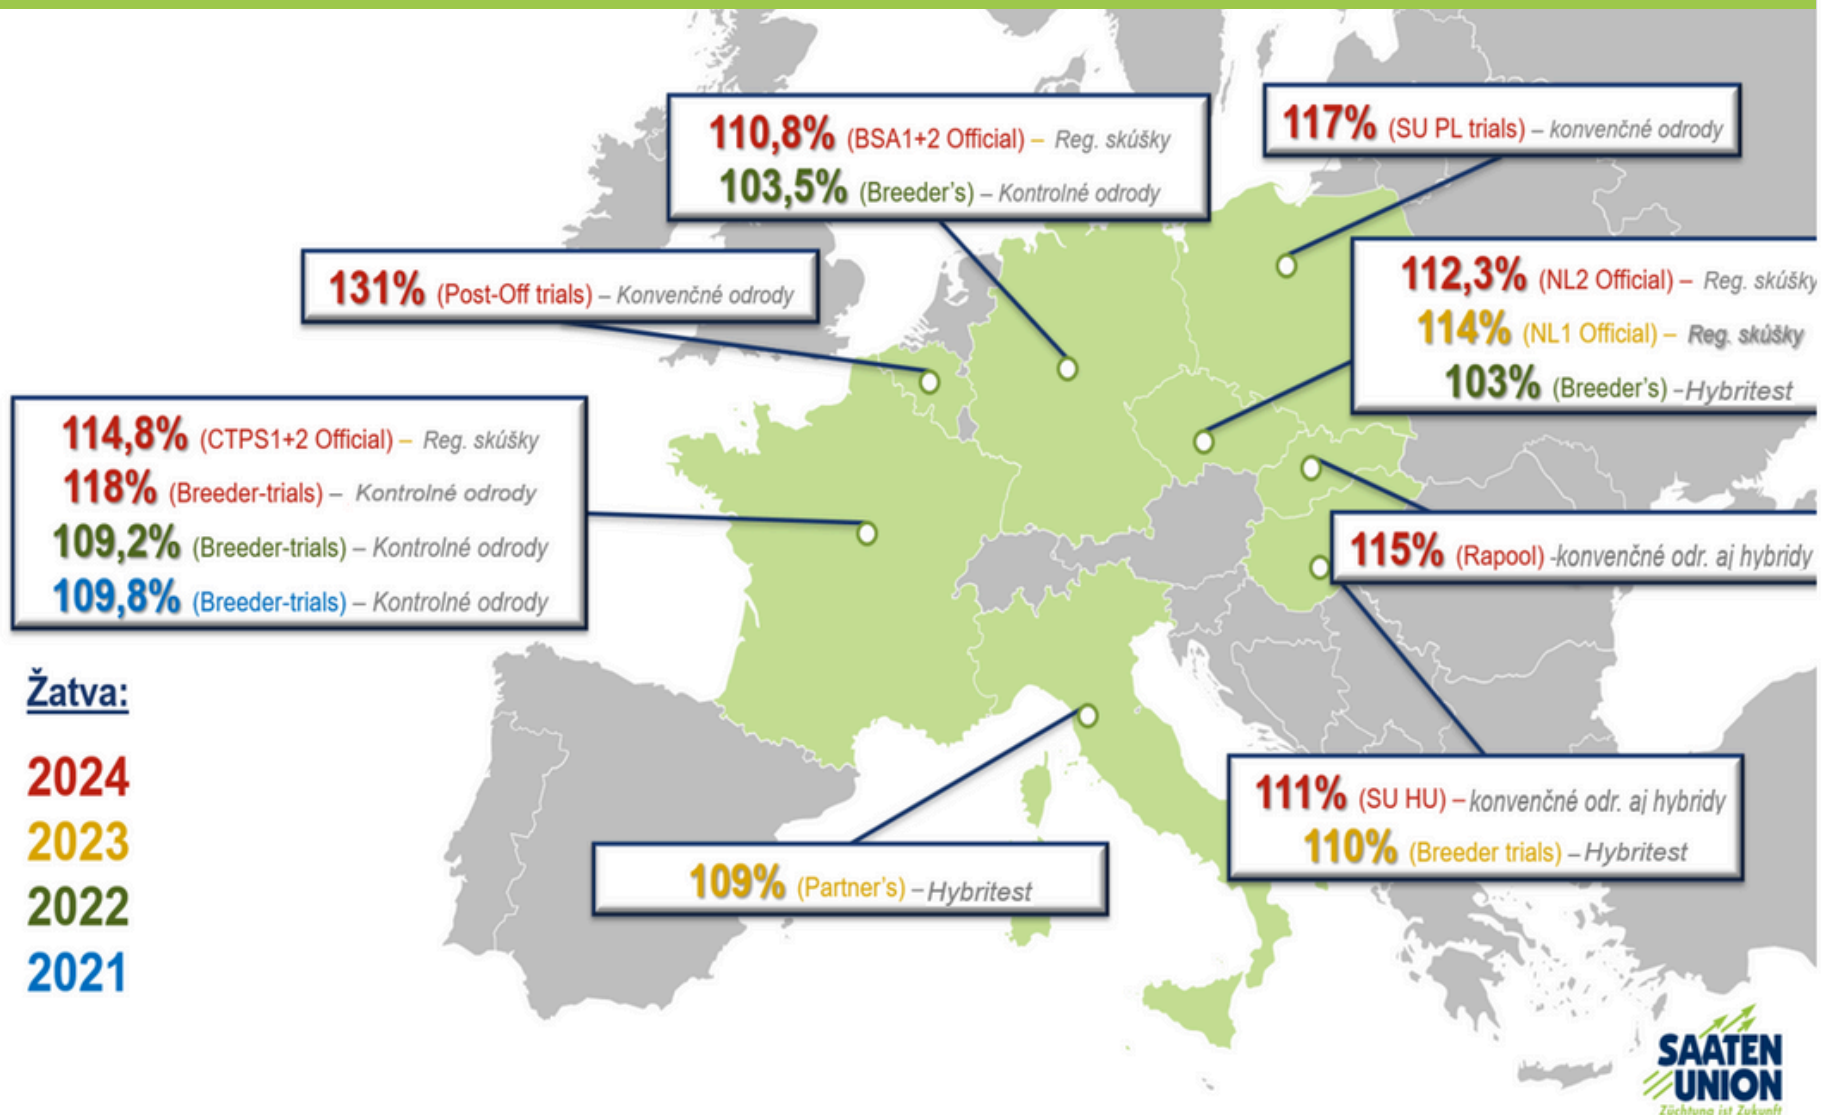 110,8% (BSA1+2 Official) – Reg. skúšky
103,5% (Breeder's) – Kontrolné odrody
117% (SU PL trials) – konvenčné odrody
131% (Post-Off trials) – Konvenčné odrody
112,3% (NL2 Official) – Reg. skúšky
114% (NL1 Official) – Reg. skúšky
103% (Breeder's) –Hybritest
114,8% (CTPS1+2 Official) – Reg. skúšky
118% (Breeder-trials) – Kontrolné odrody
109,2% (Breeder-trials) – Kontrolné odrody
109,8% (Breeder-trials) – Kontrolné odrody
115% (Rapool) -konvenčné odr. aj hybridy
Žatva:
2024
2023
2022
2021
111% (SU HU) – konvenčné odr. aj hybridy
110% (Breeder trials) – Hybritest
109% (Partner's) – Hybritest
SAATEN
UNION
Züchtung ist Zukunft